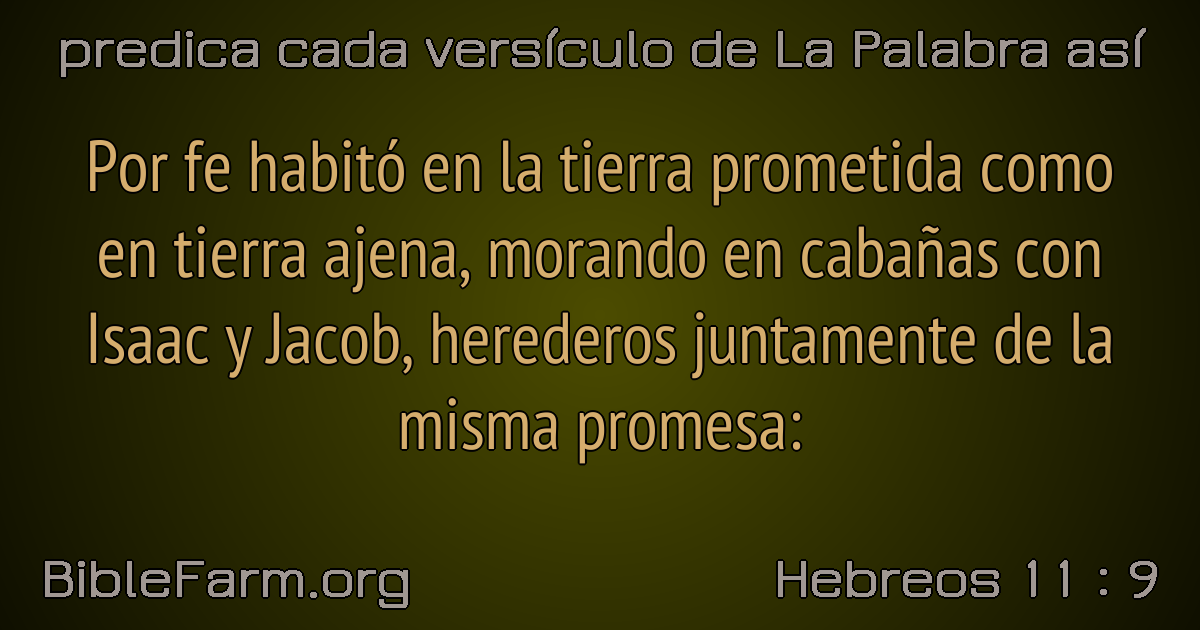 predica cada versículo de La Palabra así
Por fe habitó en la tierra prometida como
en tierra ajena, morando en cabañas con
Isaac y Jacob, herederos juntamente de la
misma promesa:
BibleFarm.org
Hebreos 11 : 9